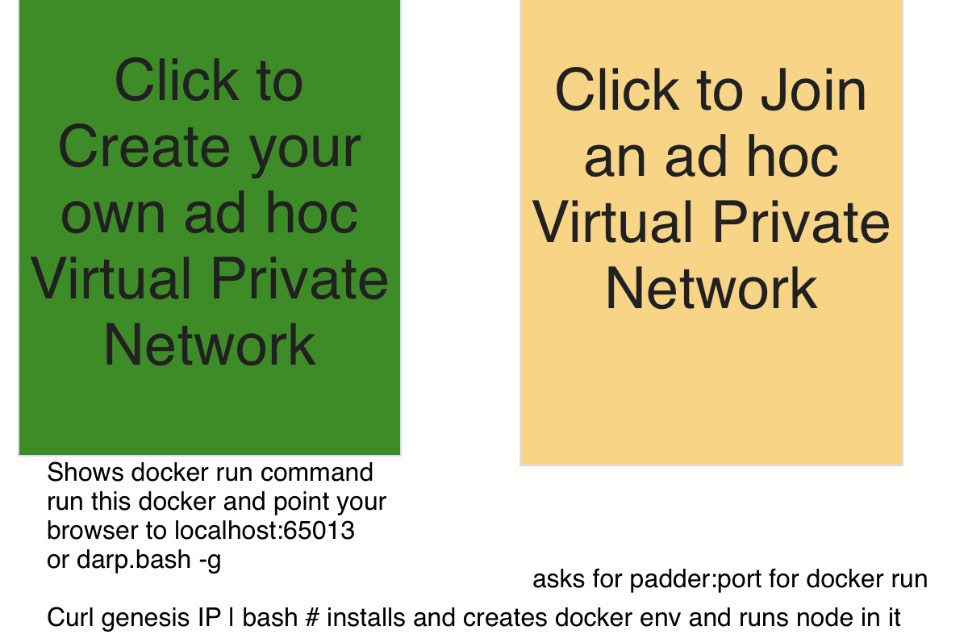 Click to
Create your
own ad hoc
Virtual Private
Network
Click to Join
an ad hoc
Virtual Private
Network
Shows docker run command
run this docker and point your
browser to localhost:65013
or darp.bash -g
asks for padder:port for docker run
Curl genesis IP | bash # installs and creates docker env and runs node in it